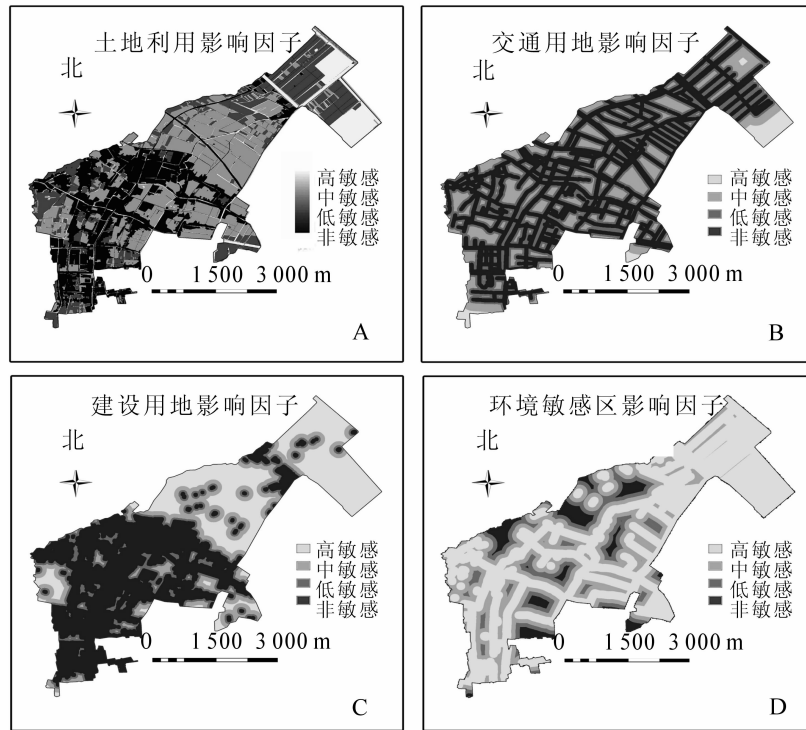 土地利用影响因子
北
高敏感
中敏感
低敏感
非敏感
0 1 500 3 000 m
A
交通用地影响因子
北
高敏感
中敏感
低敏感
非敏感
0 1 500 3 000 m
B
建设用地影响因子
北
高敏感
中敏感
低敏感
非敏感
0 1 500 3 000 m
C
环境敏感区影响因子
北
高敏感
中敏感
低敏感
非敏感
0 1 500 3 000 m
D